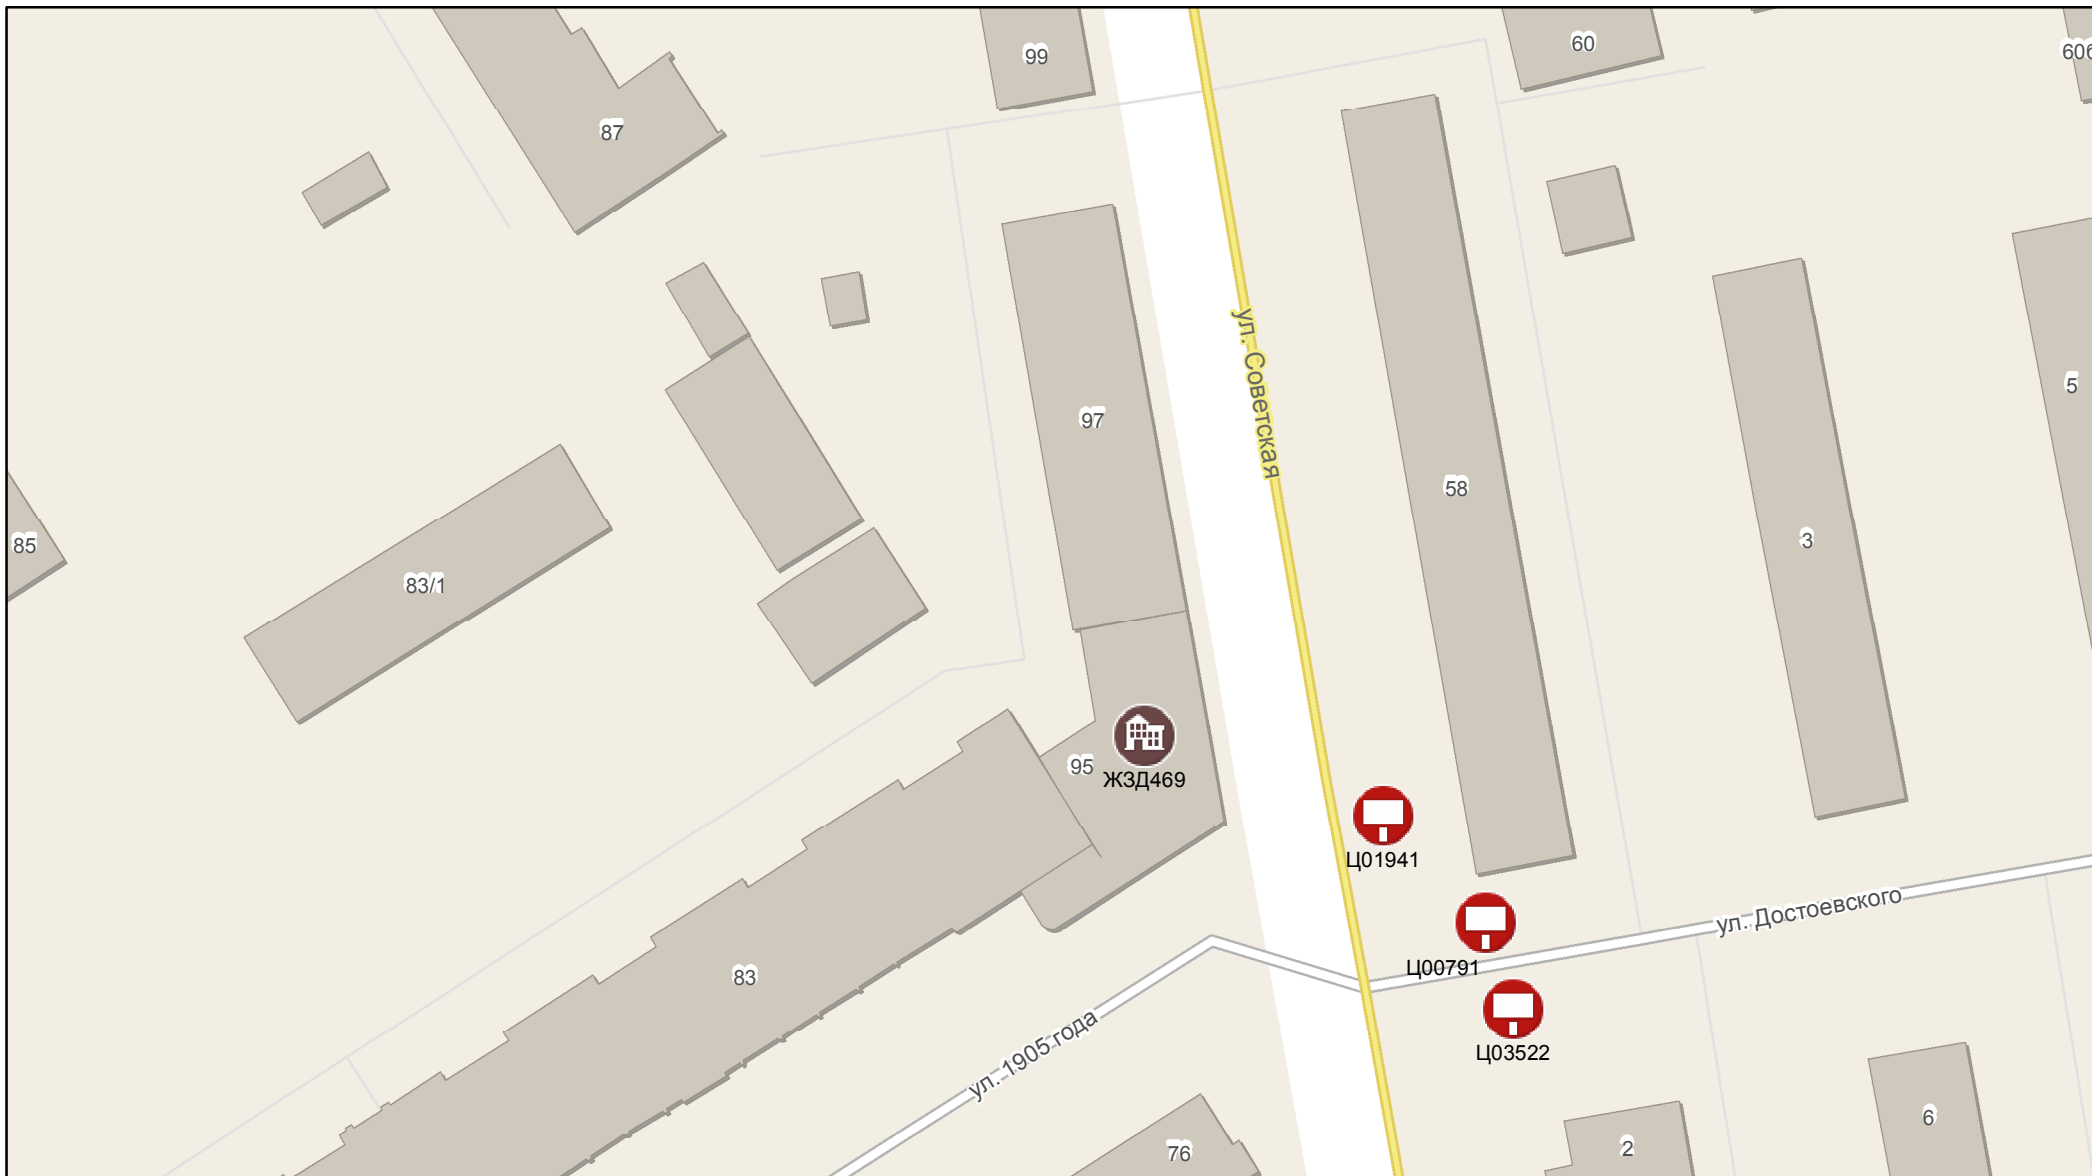 99
60
606
87
97
ул. Советская
58
5
3
85
83/1
95
ЖЗД469
Ц01941
ул. Достоевского
Ц00791
83
ул. 1905 года
Ц03522
76
2
6